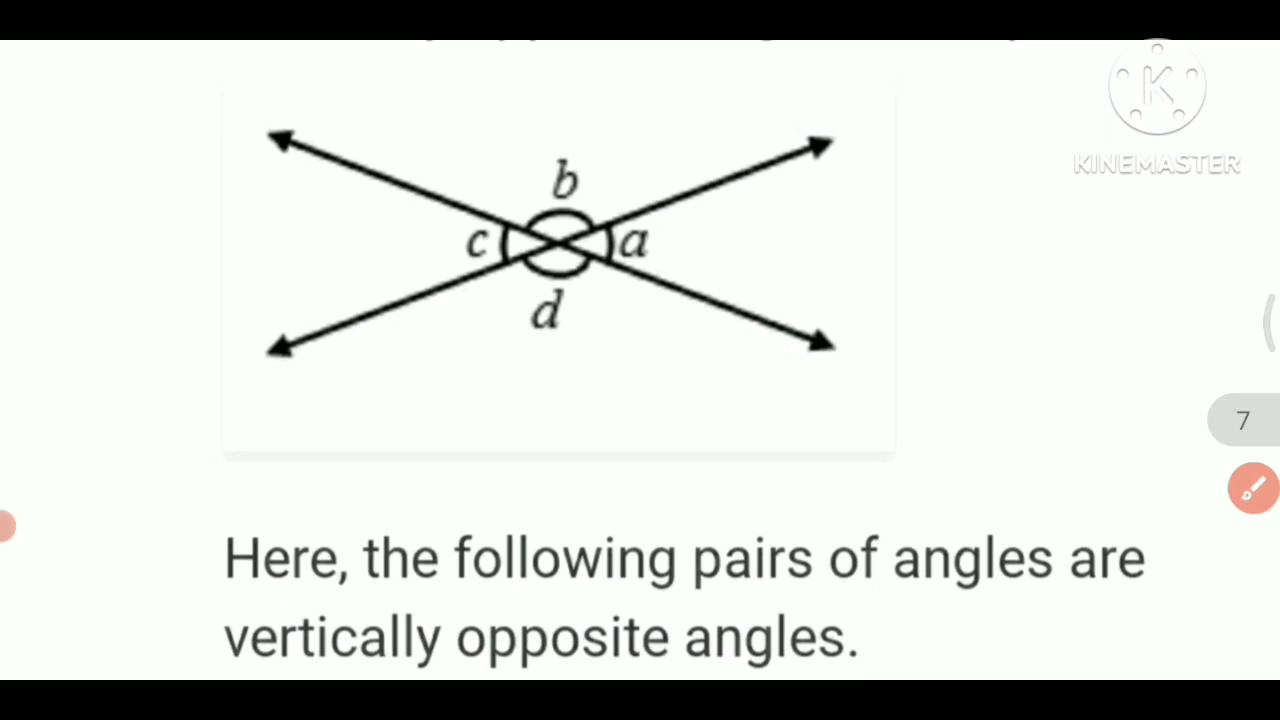 K
KINEMASTER
b
c
a
d
7
Here, the following pairs of angles are
vertically opposite angles.